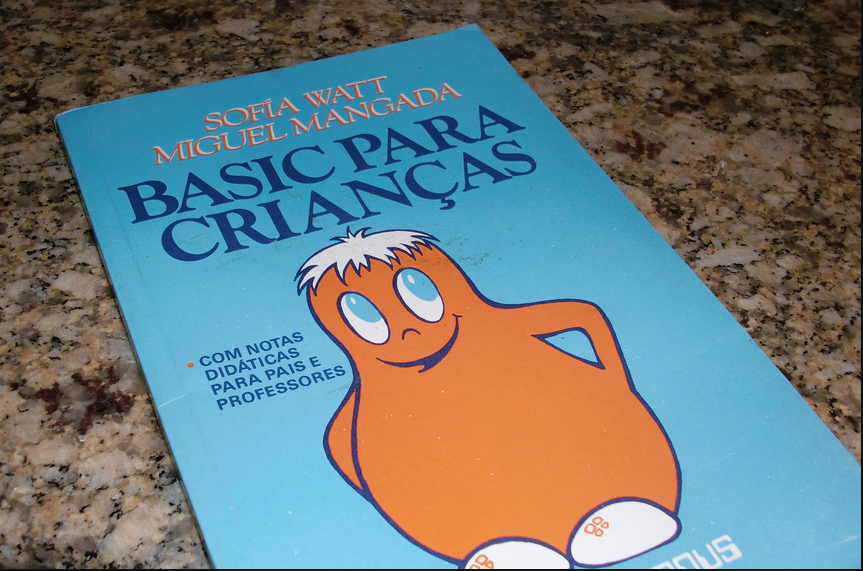 SOFIA WATT
MIGUEL MANGADA
BASIC PARA
CRIANÇAS
• COM NOTAS
DIDÁTICAS
PARA PAIS E
PROFESSORES